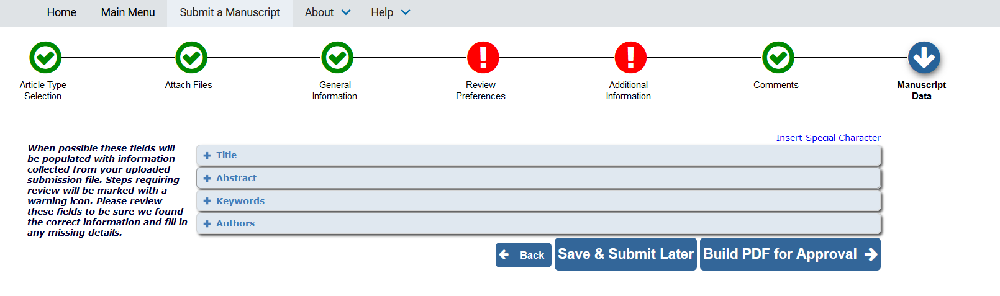 Home Main Menu Submit a Manuscript About Help
Article Type
Selection
Attach Files
General
Information
Review
Preferences
Additional
Information
Comments
Manuscript
Data
Insert Special Character
When possible these fields will
be populated with information
collected from your uploaded
submission file. Steps requiring
review will be marked with a
warning icon. Please review
these fields to be sure we found
the correct information and fill in
any missing details.
Title
Abstract
Keywords
Authors
Back Save & Submit Later Build PDF for Approval